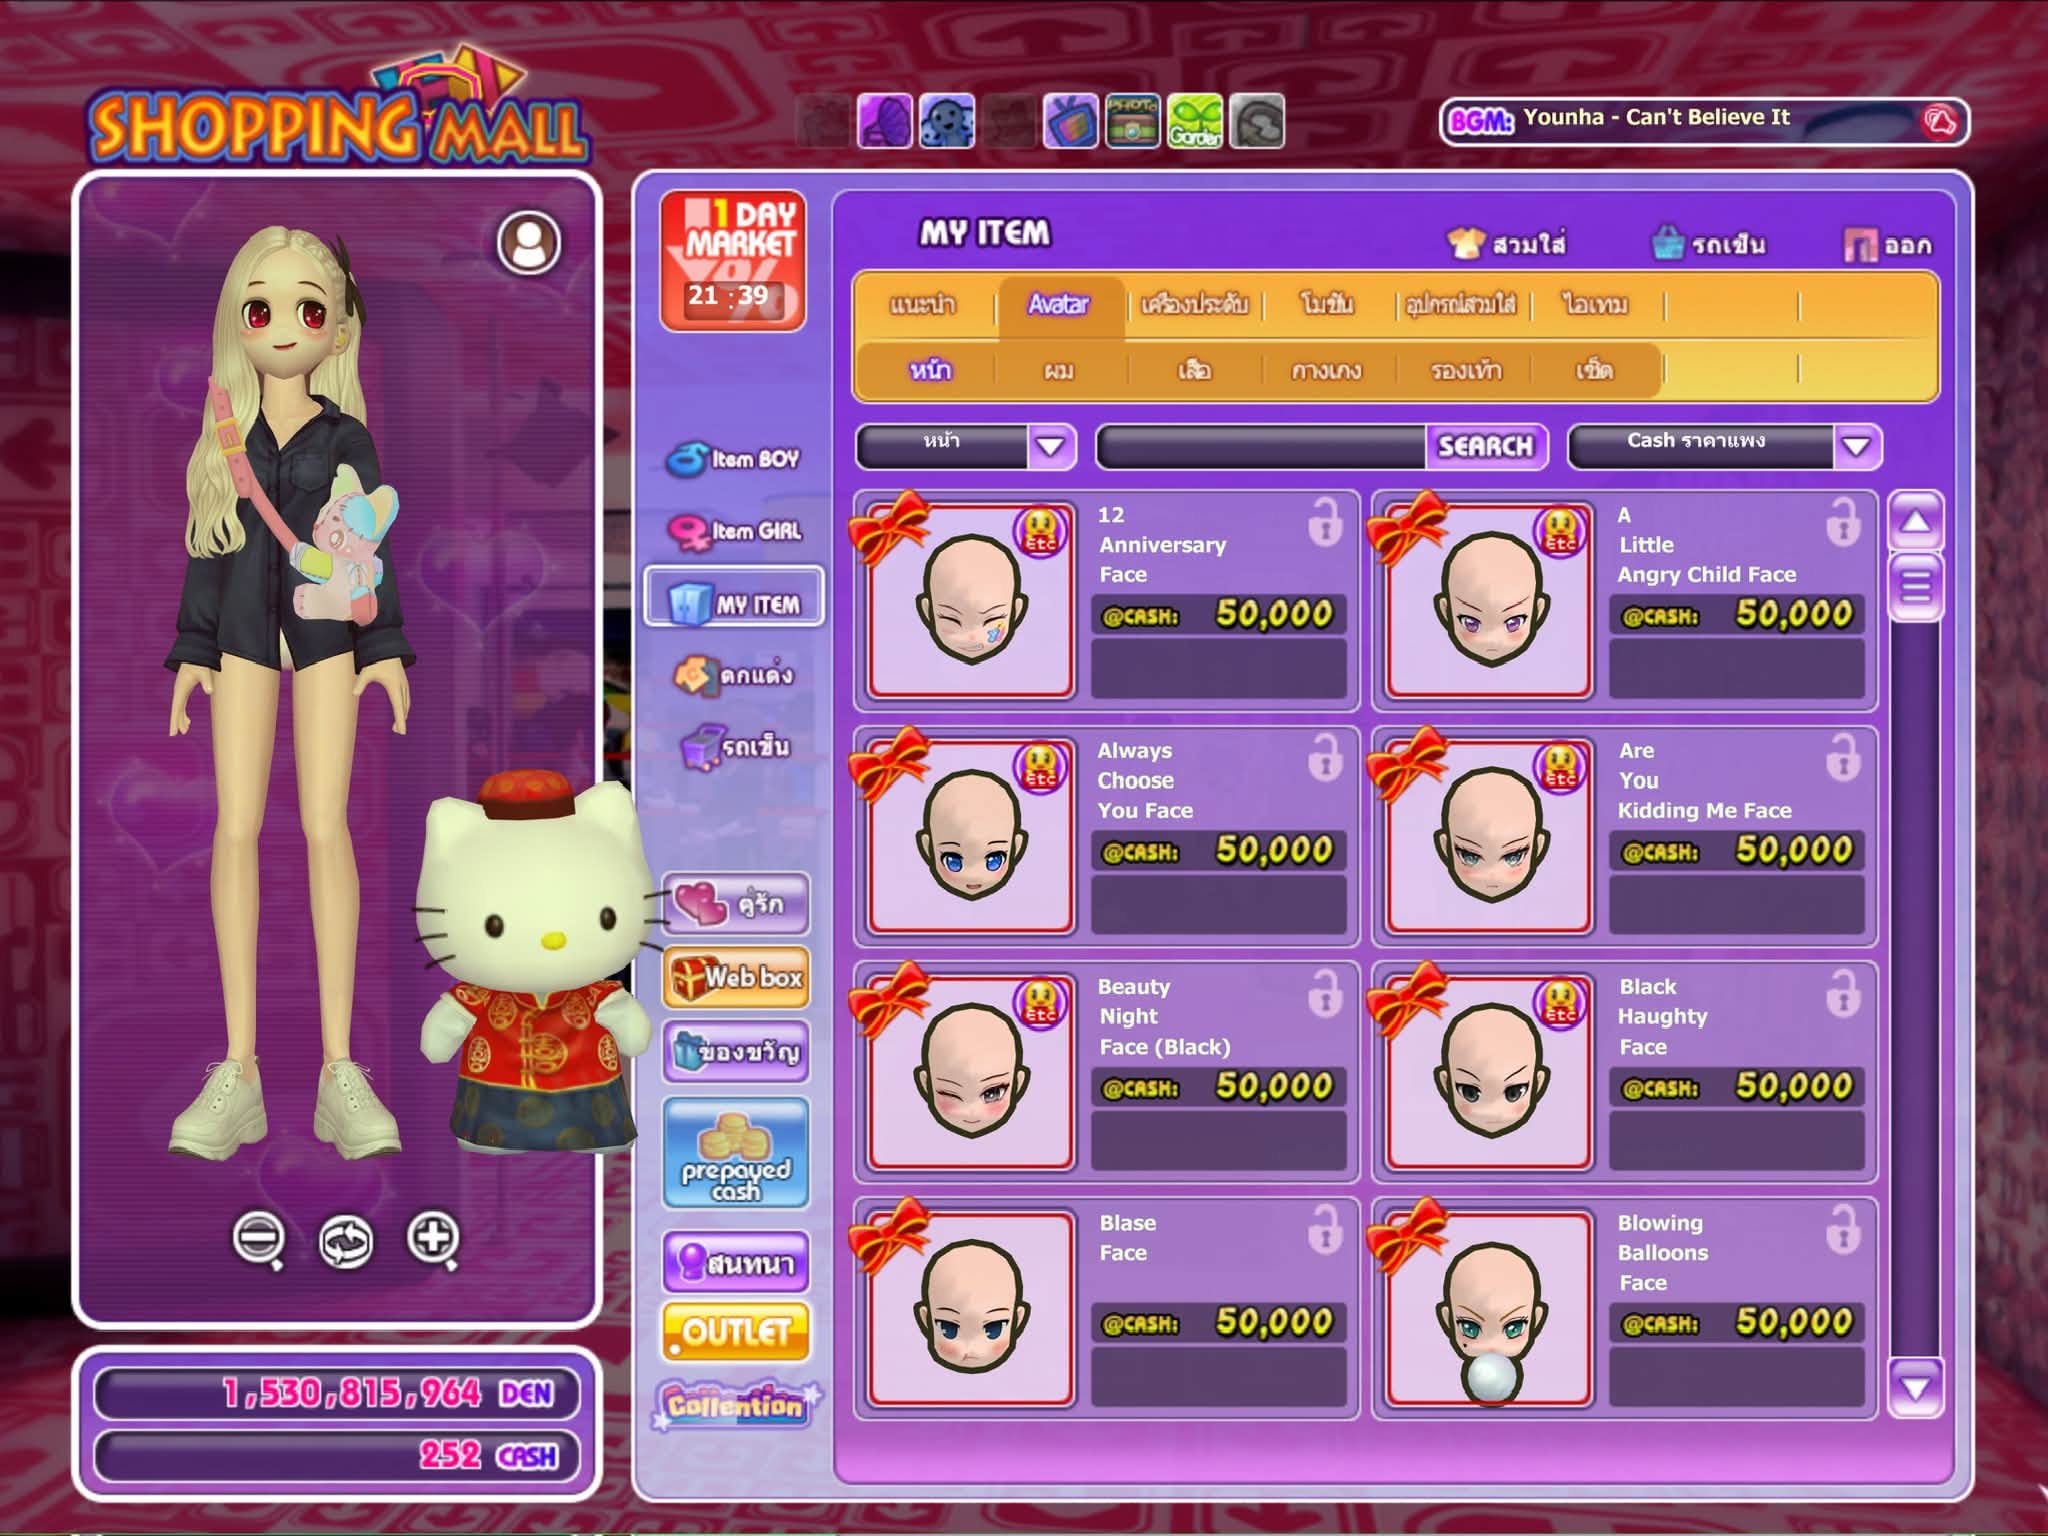 SHOPPING MALL
PHOTO
Garden
BGM: Younha - Can't Believe It
1 DAY
MARKET
21 : 39
MY ITEM
สวมใส่
รถเข็น
ออก
แนะนำ
Avatar
เครื่องประดับ
โมชั่น
อุปกรณ์สวมใส่
ไอเทม
หน้า
ผม
เสื้อ
กางเกง
รองเท้า
เซ็ต
หน้า
SEARCH
Cash ราคาแพง
Item BOY
Item GIRL
MY ITEM
ตกแต่ง
รถเข็น
คู่รัก
Web box
ของขวัญ
prepayed
cash
สนทนา
OUTLET
Collention
Etc
12
Anniversary
Face
@CASH: 50,000
Etc
A
Little
Angry Child Face
@CASH: 50,000
Etc
Always
Choose
You Face
@CASH: 50,000
Etc
Are
You
Kidding Me Face
@CASH: 50,000
Etc
Beauty
Night
Face (Black)
@CASH: 50,000
Etc
Black
Haughty
Face
@CASH: 50,000
Blase
Face
@CASH: 50,000
Blowing
Balloons
Face
@CASH: 50,000
1,530,815,964 DEN
252 CASH